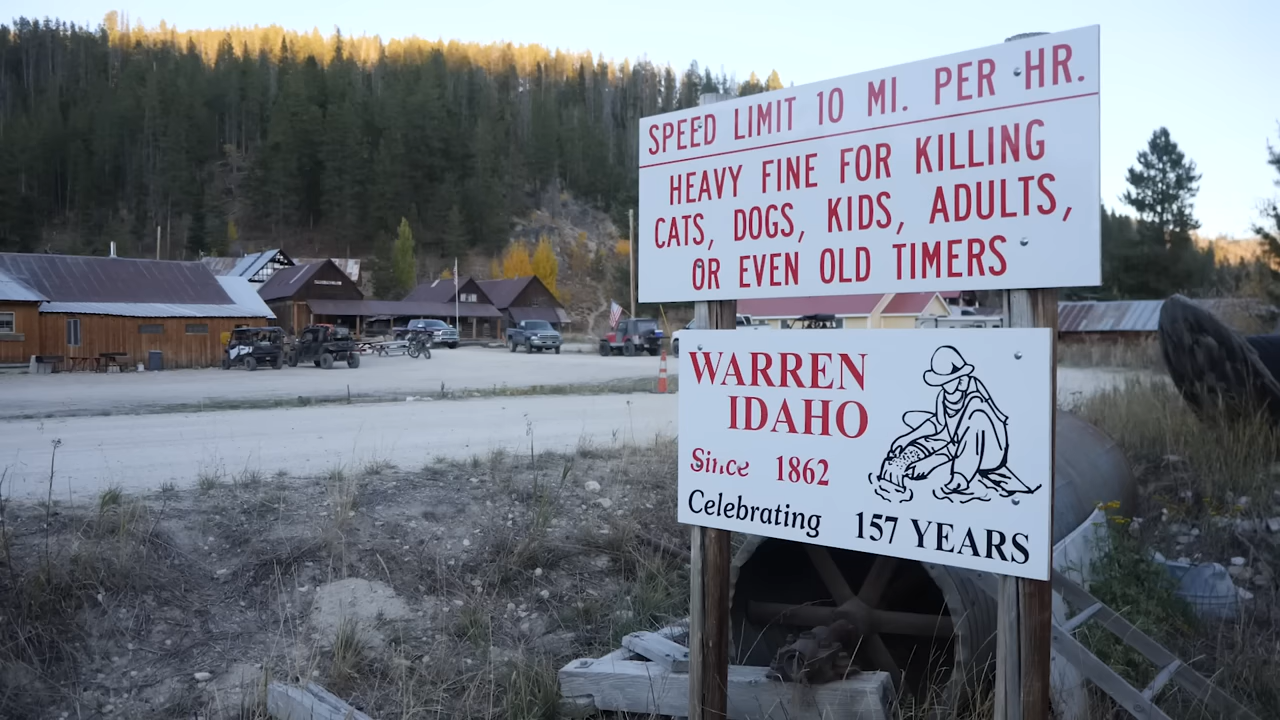 SPEED LIMIT 10 MI. PER HR.
HEAVY FINE FOR KILLING
CATS, DOGS, KIDS, ADULTS,
OR EVEN OLD TIMERS
WARREN
IDAHO
Since 1862
Celebrating 157 YEARS